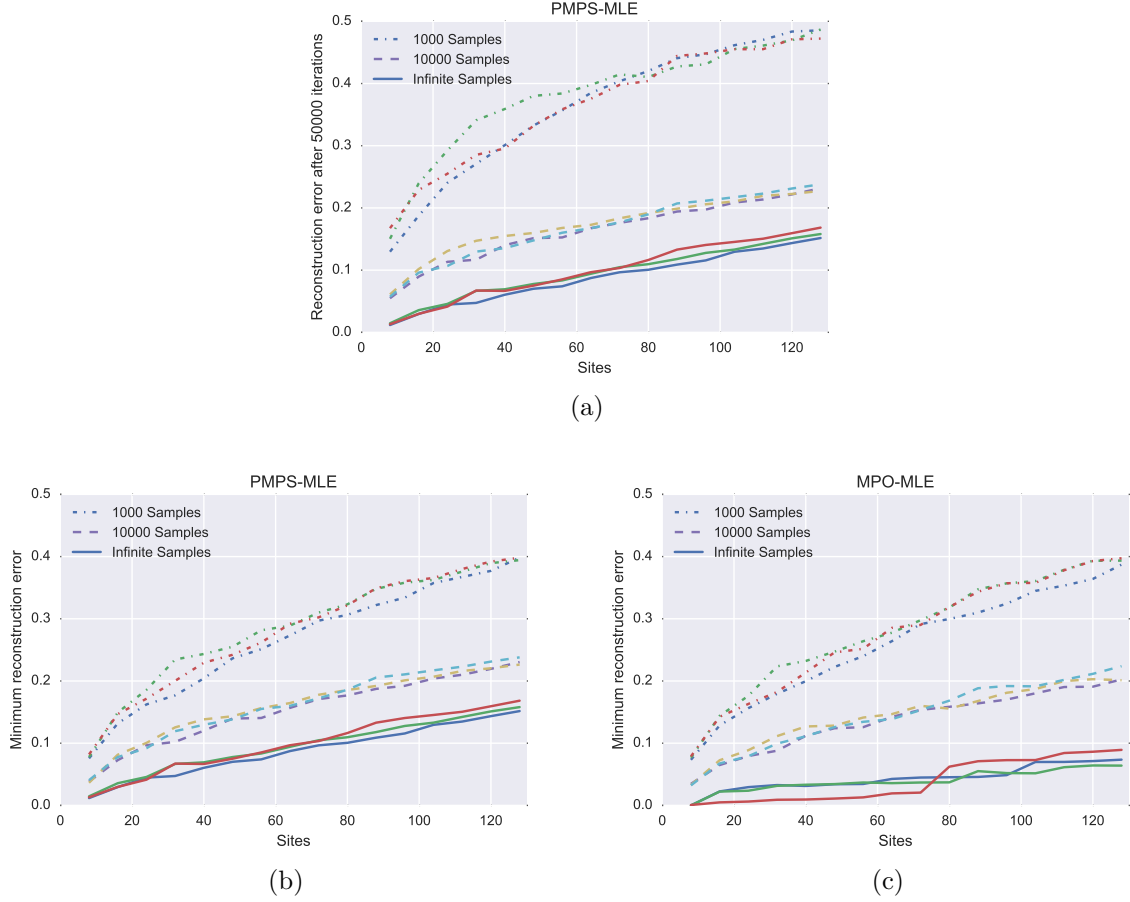 PMPS-MLE
0.5
0.4
0.3
0.2
0.1
0.0
Reconstruction error after 50000 iterations
1000 Samples
10000 Samples
Infinite Samples
0 20 40 60 80 100 120
Sites
(a)
PMPS-MLE
0.5
0.4
0.3
0.2
0.1
0.0
Minimum reconstruction error
1000 Samples
10000 Samples
Infinite Samples
0 20 40 60 80 100 120
Sites
(b)
MPO-MLE
0.5
0.4
0.3
0.2
0.1
0.0
Minimum reconstruction error
1000 Samples
10000 Samples
Infinite Samples
0 20 40 60 80 100 120
Sites
(c)